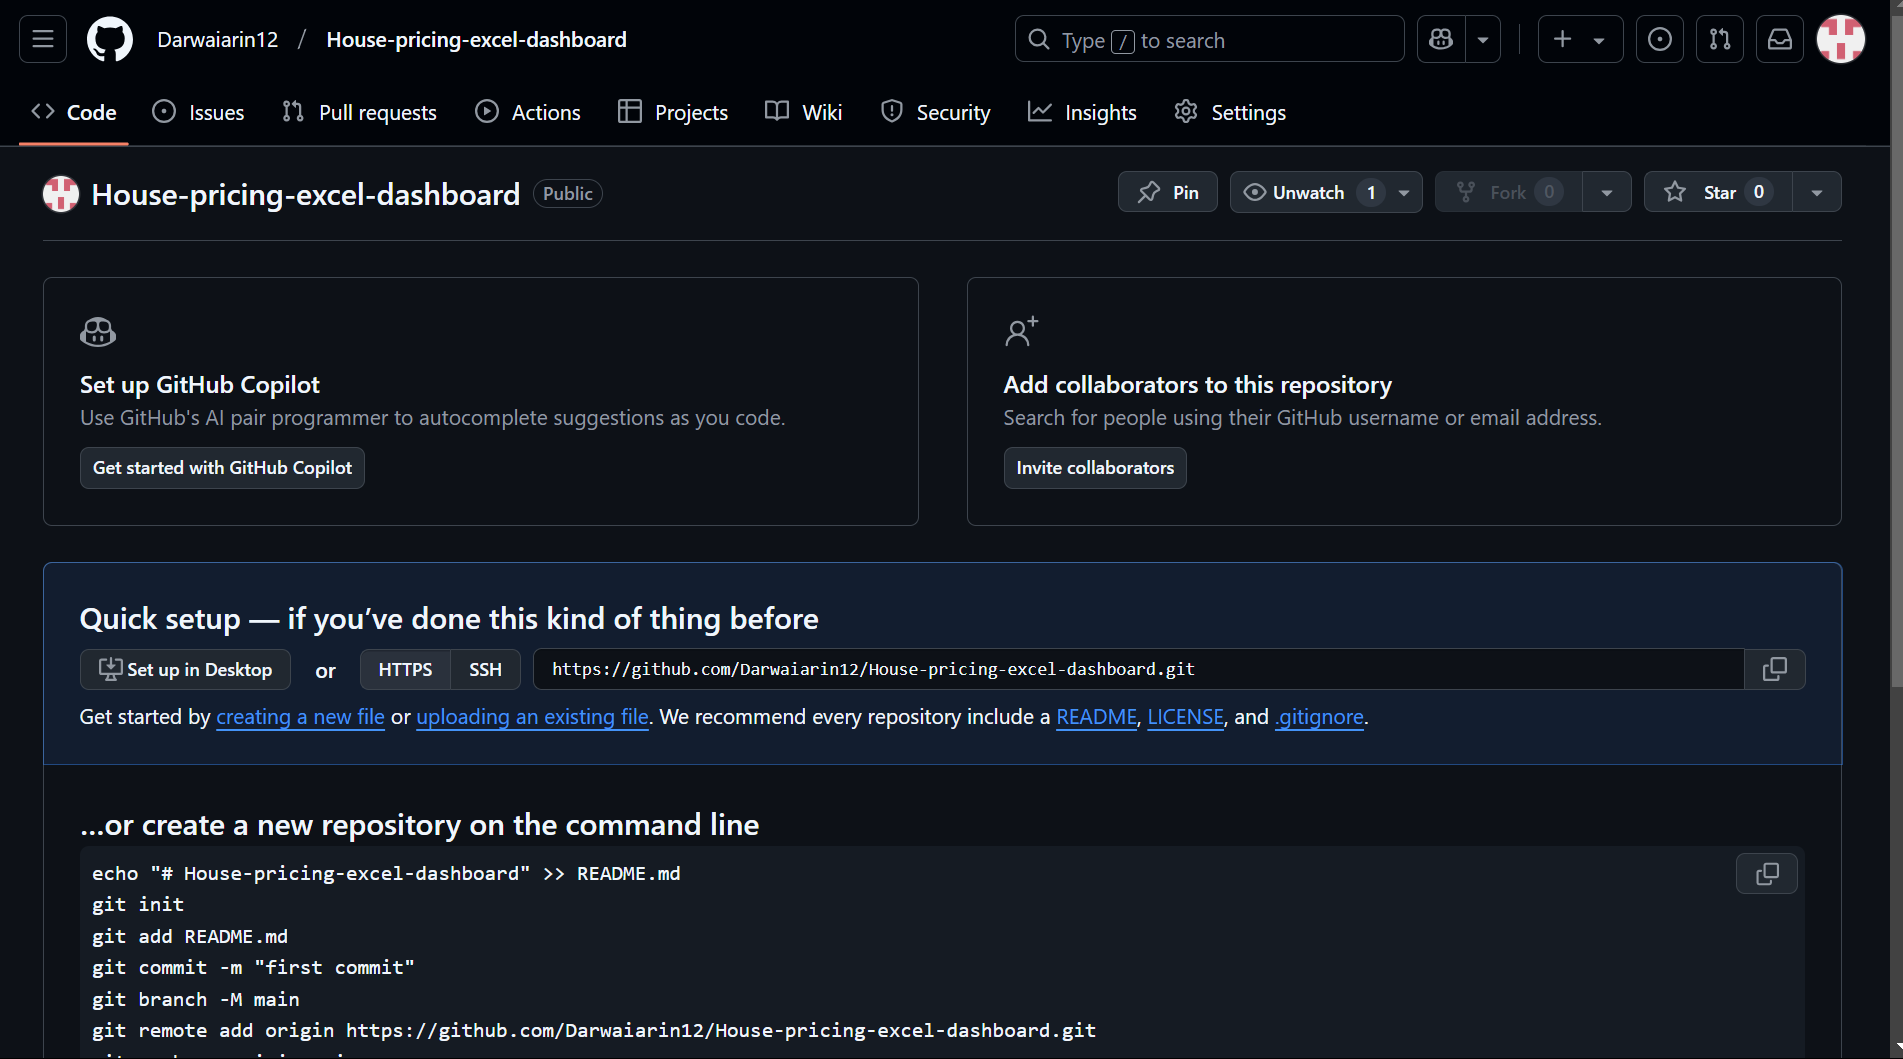 Darwaiarin12 / House-pricing-excel-dashboard
Type / to search
Code
Issues
Pull requests
Actions
Projects
Wiki
Security
Insights
Settings
House-pricing-excel-dashboard Public
Pin
Unwatch 1
Fork 0
Star 0
Set up GitHub Copilot
Use GitHub's AI pair programmer to autocomplete suggestions as you code.
Get started with GitHub Copilot
Add collaborators to this repository
Search for people using their GitHub username or email address.
Invite collaborators
Quick setup — if you’ve done this kind of thing before
Set up in Desktop or HTTPS SSH https://github.com/Darwaiarin12/House-pricing-excel-dashboard.git
Get started by creating a new file or uploading an existing file. We recommend every repository include a README, LICENSE, and .gitignore.
…or create a new repository on the command line
echo "# House-pricing-excel-dashboard" >> README.md
git init
git add README.md
git commit -m "first commit"
git branch -M main
git remote add origin https://github.com/Darwaiarin12/House-pricing-excel-dashboard.git